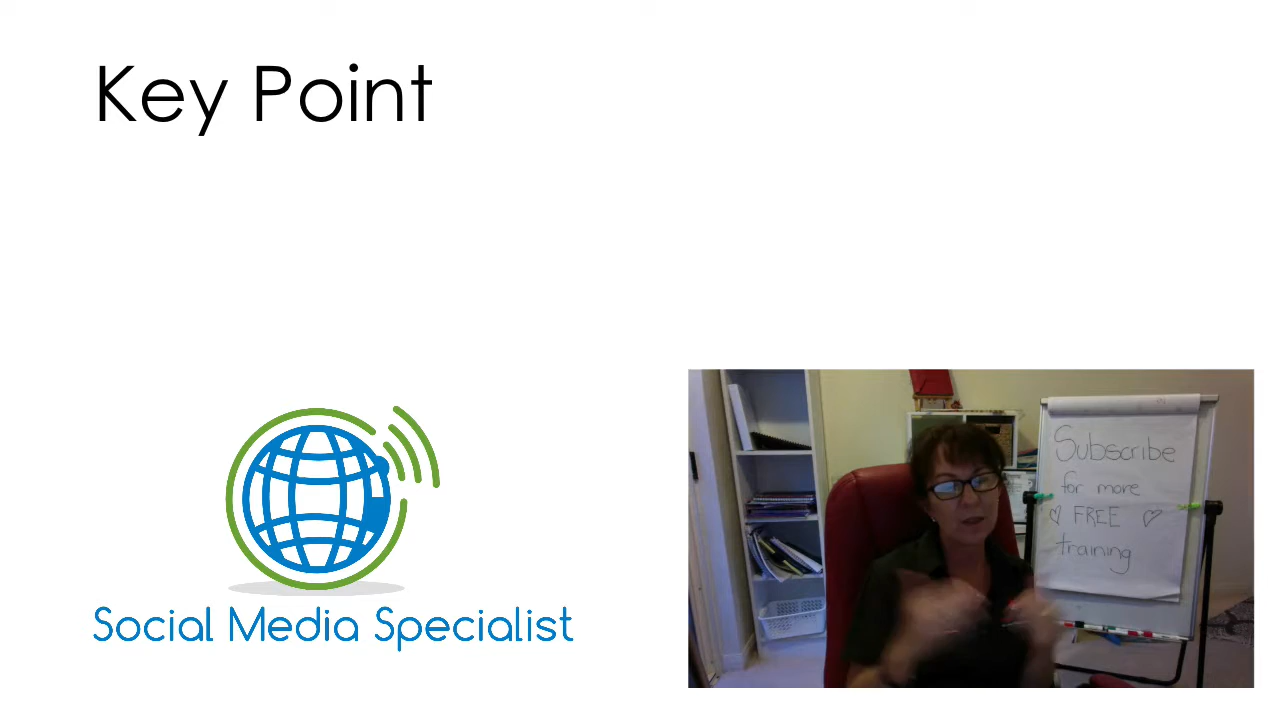 Key Point
Social Media Specialist
Subscribe
for more
FREE
training